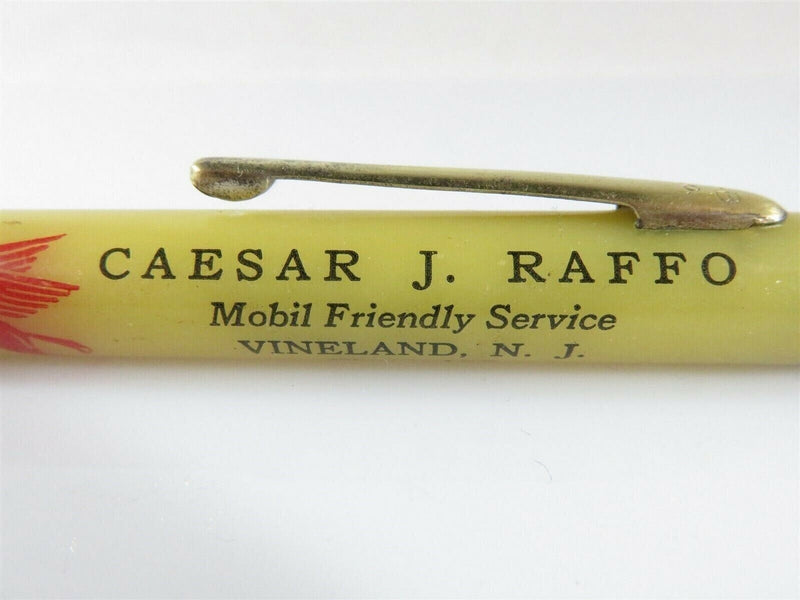 CAESAR J. RAFFO
Mobil Friendly Service
VINELAND, N. J.